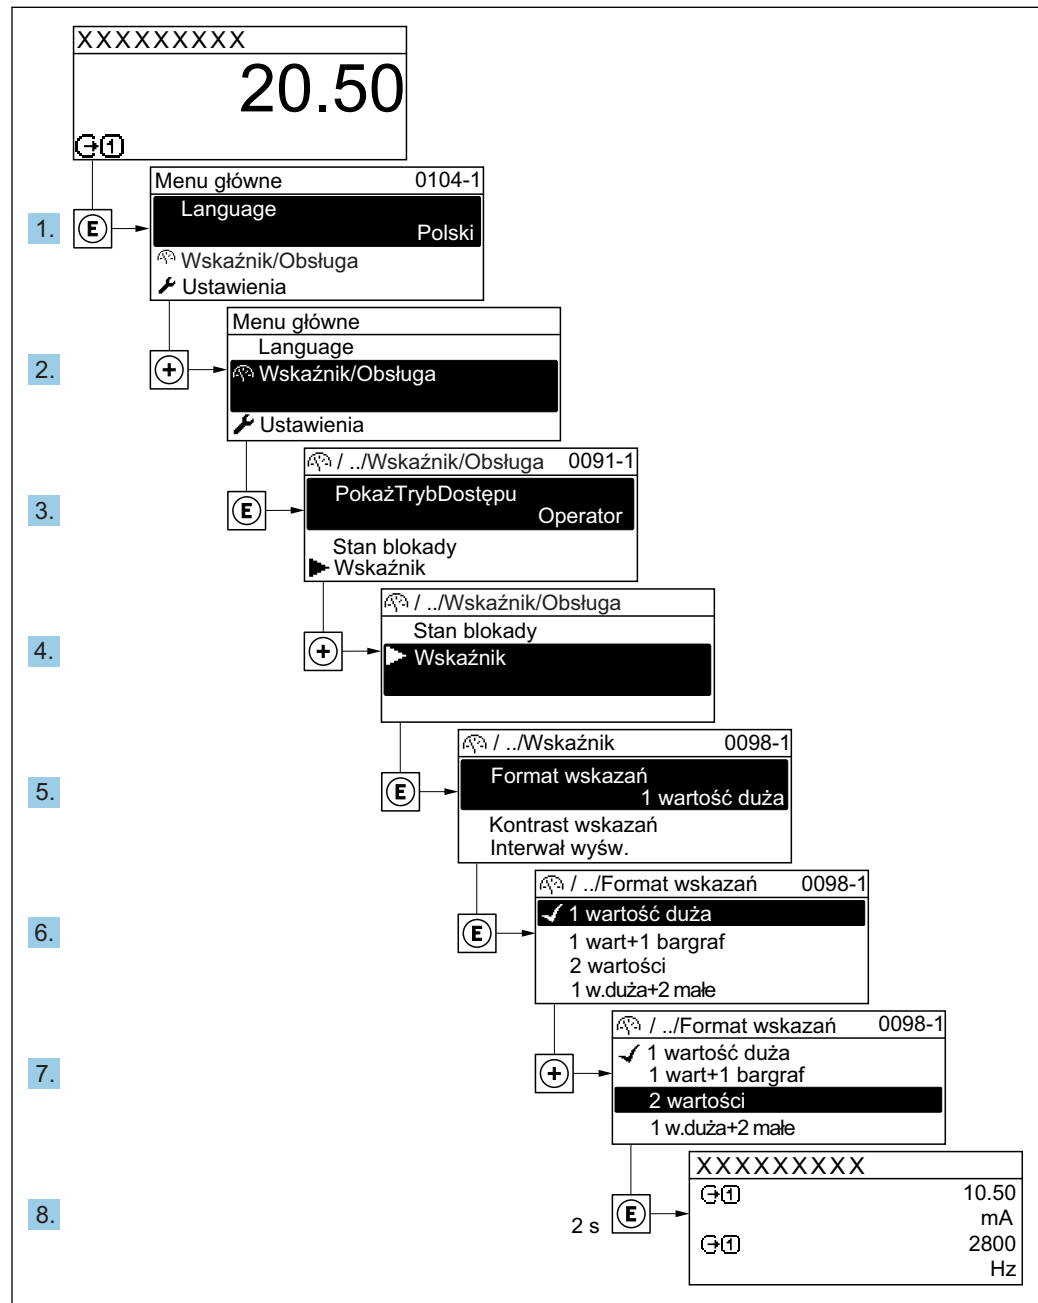 XXXXXXXXX
20.50
1
Menu główne 0104-1
1. E Language
Polski
Wskaźnik/Obsługa
Ustawienia
Menu główne
Language
2. + Wskaźnik/Obsługa
Ustawienia
/ ../Wskaźnik/Obsługa 0091-1
3. E PokażTrybDostępu
Operator
Stan blokady
Wskaźnik
/ ../Wskaźnik/Obsługa
Stan blokady
4. + Wskaźnik
/ ../Wskaźnik 0098-1
5. E Format wskazań
1 wartość duża
Kontrast wskazań
Interwał wyśw.
/ ../Format wskazań 0098-1
6. E 1 wartość duża
1 wart+1 bargraf
2 wartości
1 w.duża+2 małe
/ ../Format wskazań 0098-1
7. + 1 wartość duża
1 wart+1 bargraf
2 wartości
1 w.duża+2 małe
XXXXXXXXX
8. 2 s E 1 10.50
mA
1 2800
Hz